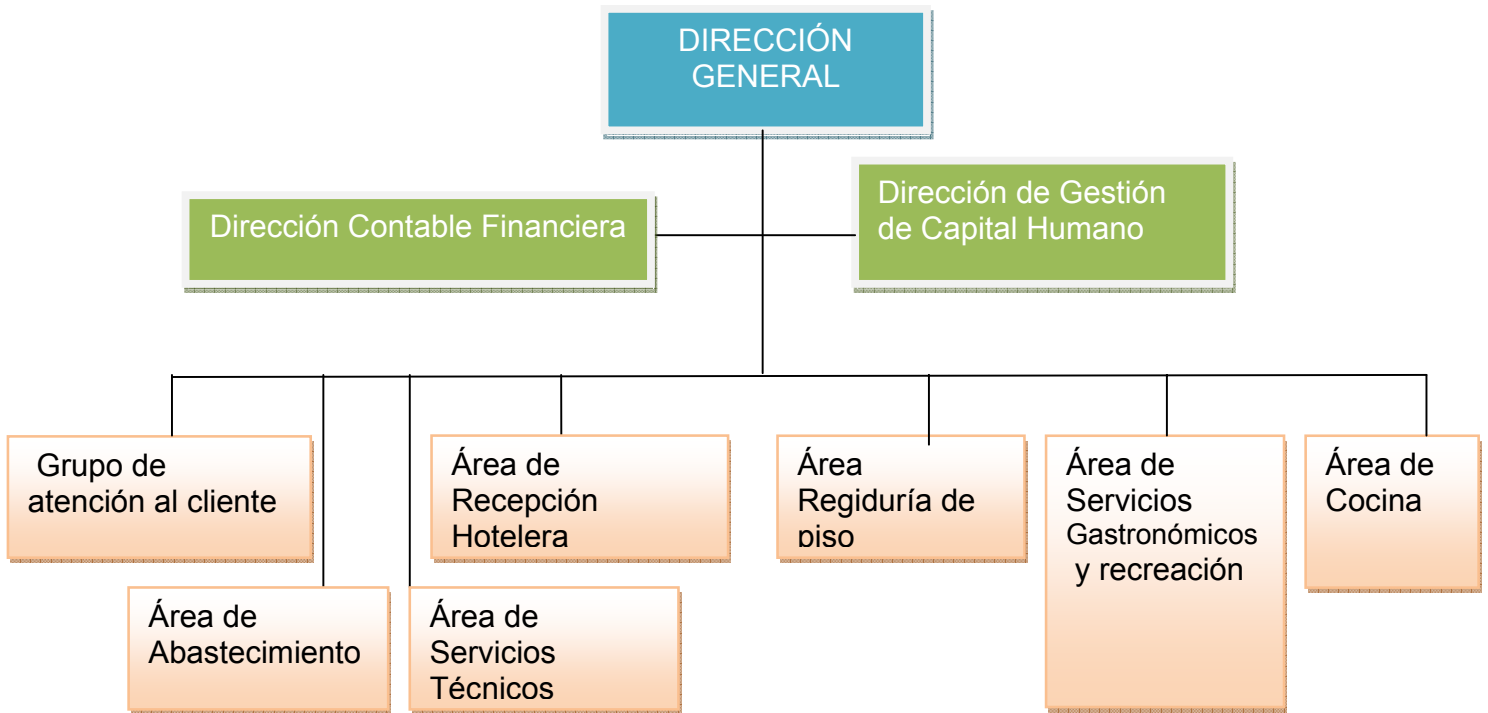 DIRECCIÓN
GENERAL
Dirección Contable Financiera
Dirección de Gestión
de Capital Humano
Grupo de
atención al cliente
Área de
Recepción
Hotelera
Área
Regiduría de
piso
Área de
Servicios
Gastronómicos
y recreación
Área de
Cocina
Área de
Abastecimiento
Área de
Servicios
Técnicos